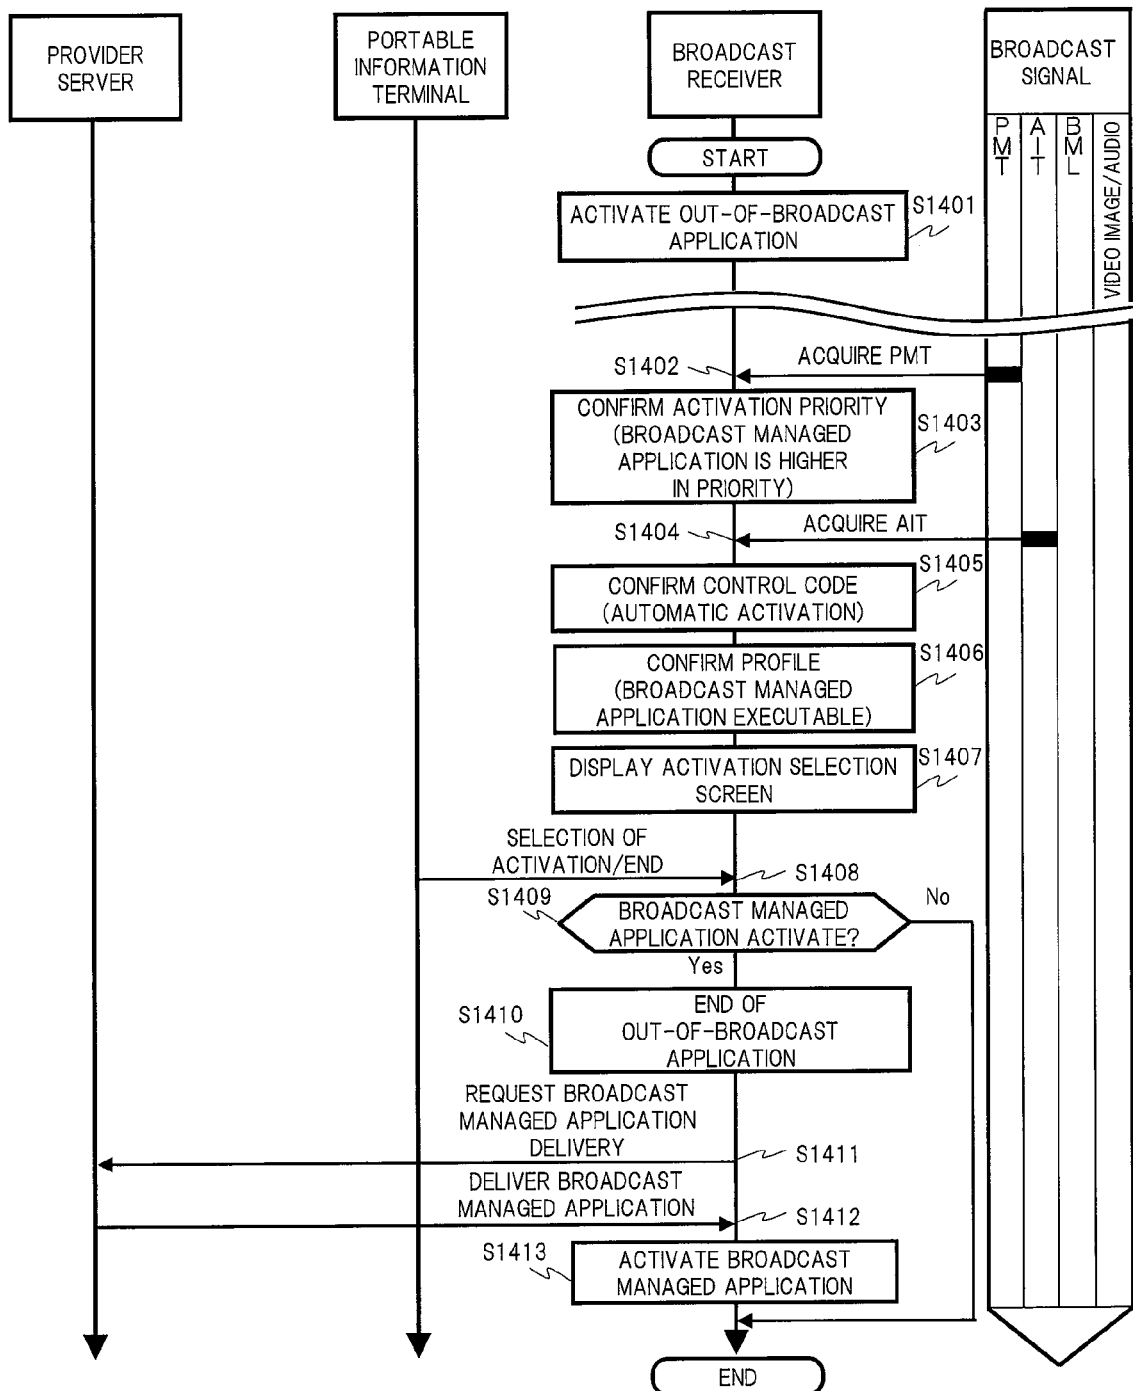 PROVIDER
SERVER
PORTABLE
INFORMATION
TERMINAL
BROADCAST
RECEIVER
BROADCAST
SIGNAL
PMT
AIT
BML
VIDEO IMAGE/AUDIO
START
ACTIVATE OUT-OF-BROADCAST
APPLICATION
S1401
ACQUIRE PMT
S1402
CONFIRM ACTIVATION PRIORITY
(BROADCAST MANAGED
APPLICATION IS HIGHER
IN PRIORITY)
S1403
ACQUIRE AIT
S1404
CONFIRM CONTROL CODE
(AUTOMATIC ACTIVATION)
S1405
CONFIRM PROFILE
(BROADCAST MANAGED
APPLICATION EXECUTABLE)
S1406
DISPLAY ACTIVATION SELECTION
SCREEN
S1407
SELECTION OF
ACTIVATION/END
S1408
S1409
BROADCAST MANAGED
APPLICATION ACTIVATE?
No
Yes
S1410
END OF
OUT-OF-BROADCAST
APPLICATION
REQUEST BROADCAST
MANAGED APPLICATION
DELIVERY
S1411
DELIVER BROADCAST
MANAGED APPLICATION
S1412
S1413
ACTIVATE BROADCAST
MANAGED APPLICATION
END